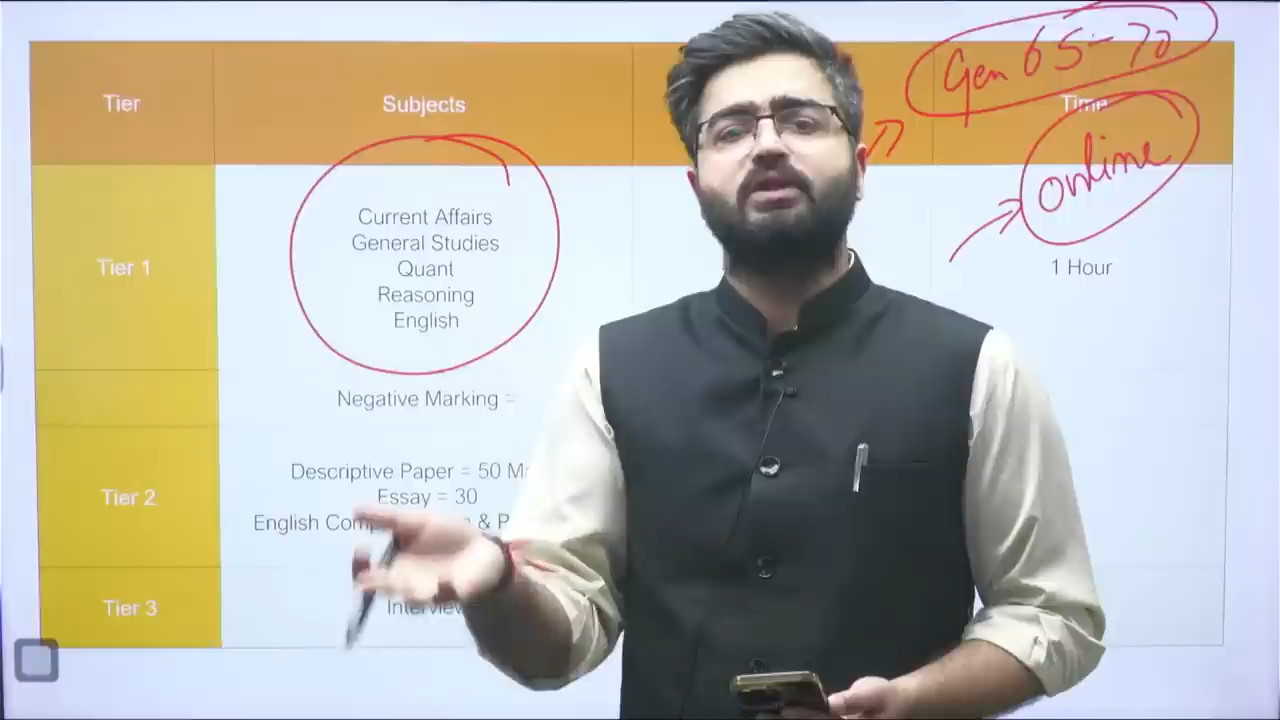 Gen 65-70
Tier
Subjects
Time
online
Tier 1
Current Affairs
General Studies
Quant
Reasoning
English
1 Hour
Negative Marking =
Tier 2
Descriptive Paper = 50
Essay = 30
English
&
Tier 3
Interview